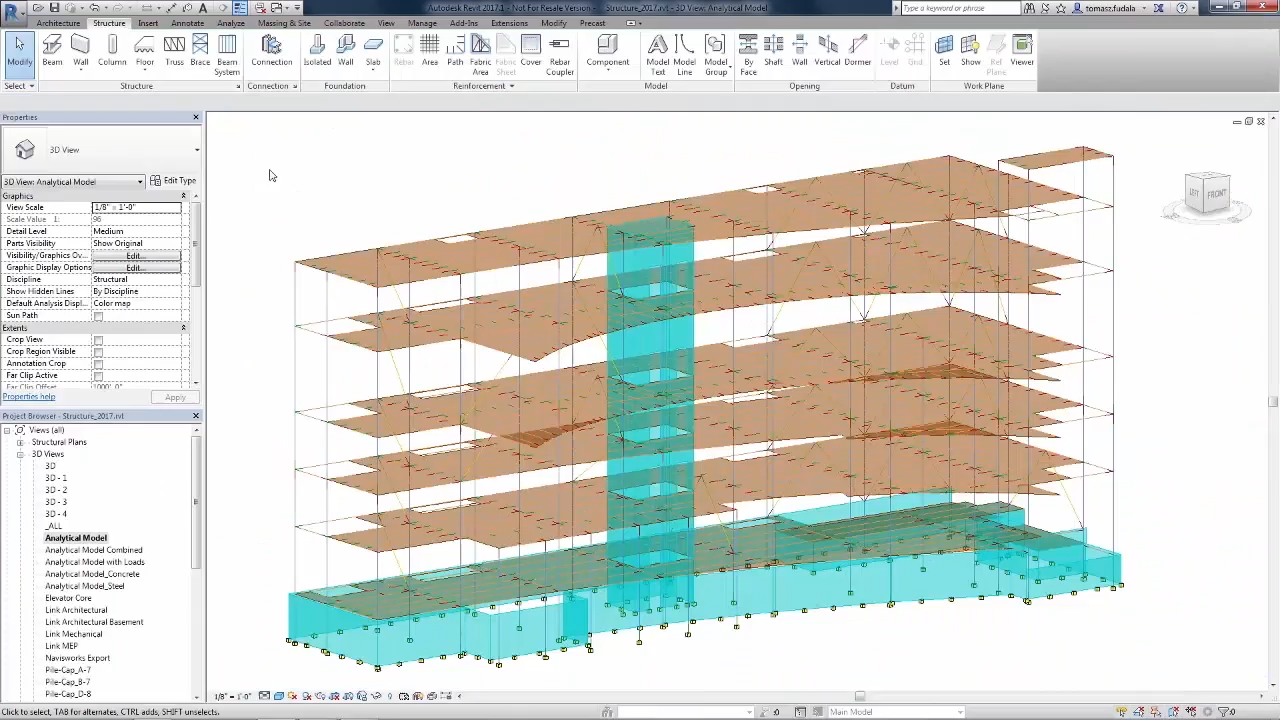 Autodesk Revit 2017.1 - Not For Resale Version - Structure_2017.rvt - 3D View: Analytical Model
Type a keyword or phrase
tomasz.fudala
Architecture Structure Insert Annotate Analyze Massing & Site Collaborate View Manage Add-Ins Extensions Modify Precast
Modify Beam Wall Column Floor Truss Brace Beam System Connection Isolated Wall Slab Rebar Area Path Fabric Area Fabric Sheet Cover Rebar Coupler Component Model Text Model Line Model Group By Face Shaft Wall Vertical Dormer Level Grid Set Show Ref Plane Viewer
Select Structure Connection Foundation Reinforcement Model Opening Datum Work Plane
Properties
3D View
3D View: Analytical Model Edit Type
Graphics
View Scale 1/8" = 1'-0"
Scale Value 1: 96
Detail Level Medium
Parts Visibility Show Original
Visibility/Graphics Ov... Edit...
Graphic Display Options Edit...
Discipline Structural
Show Hidden Lines By Discipline
Default Analysis Displ... Color map
Sun Path
Extents
Crop View
Crop Region Visible
Annotation Crop
Far Clip Active
Far Clip Offset 1000' 0"
Properties help Apply
Project Browser - Structure_2017.rvt
Views (all)
Structural Plans
3D Views
3D
3D - 1
3D - 2
3D - 3
3D - 4
_ALL
Analytical Model
Analytical Model Combined
Analytical Model with Loads
Analytical Model_Concrete
Analytical Model_Steel
Elevator Core
Link Architectural
Link Architectural Basement
Link Mechanical
Link MEP
Navisworks Export
Pile-Cap_A-7
Pile-Cap_B-7
Pile-Cap_D-8
LEFT FRONT
1/8" = 1'-0"
Click to select, TAB for alternates, CTRL adds, SHIFT unselects. :0 Main Model :0